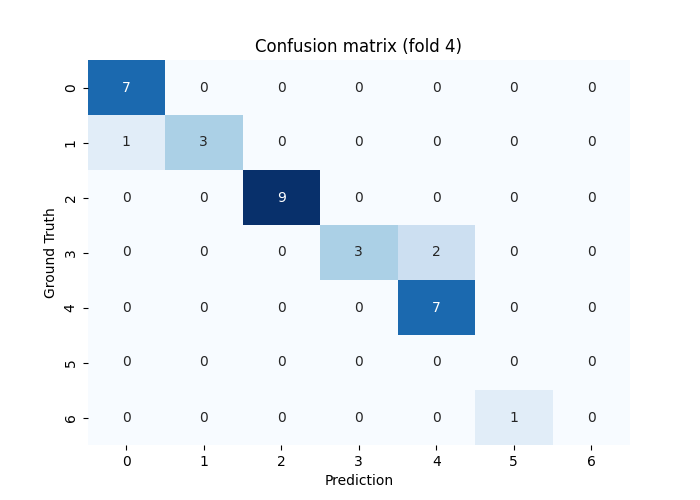 Confusion matrix (fold 4)
Ground Truth
0 7 0 0 0 0 0 0
1 1 3 0 0 0 0 0
2 0 0 9 0 0 0 0
3 0 0 0 3 2 0 0
4 0 0 0 0 7 0 0
5 0 0 0 0 0 0 0
6 0 0 0 0 0 1 0
0 1 2 3 4 5 6
Prediction